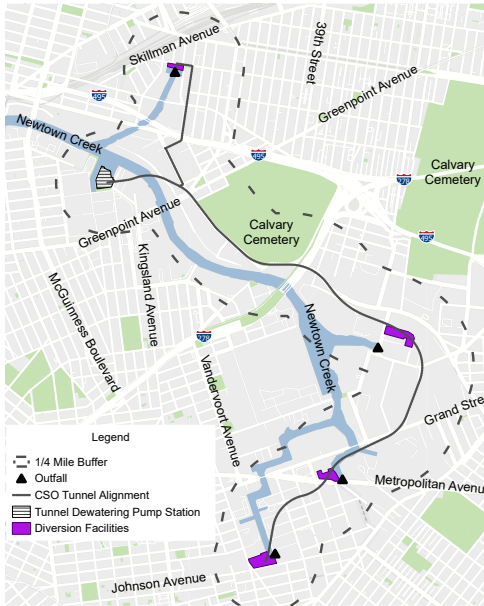 Skillman Avenue
39th Street
Greenpoint Avenue
495
Newtown Creek
495
278
Calvary
Cemetery
Greenpoint Avenue
Calvary
Cemetery
495
Kingsland Avenue
McGuinness Boulevard
278
Vandervoort Avenue
Newtown
Creek
Grand Stre
Metropolitan Avenu
Johnson Avenue
Legend
1/4 Mile Buffer
Outfall
CSO Tunnel Alignment
Tunnel Dewatering Pump Station
Diversion Facilities